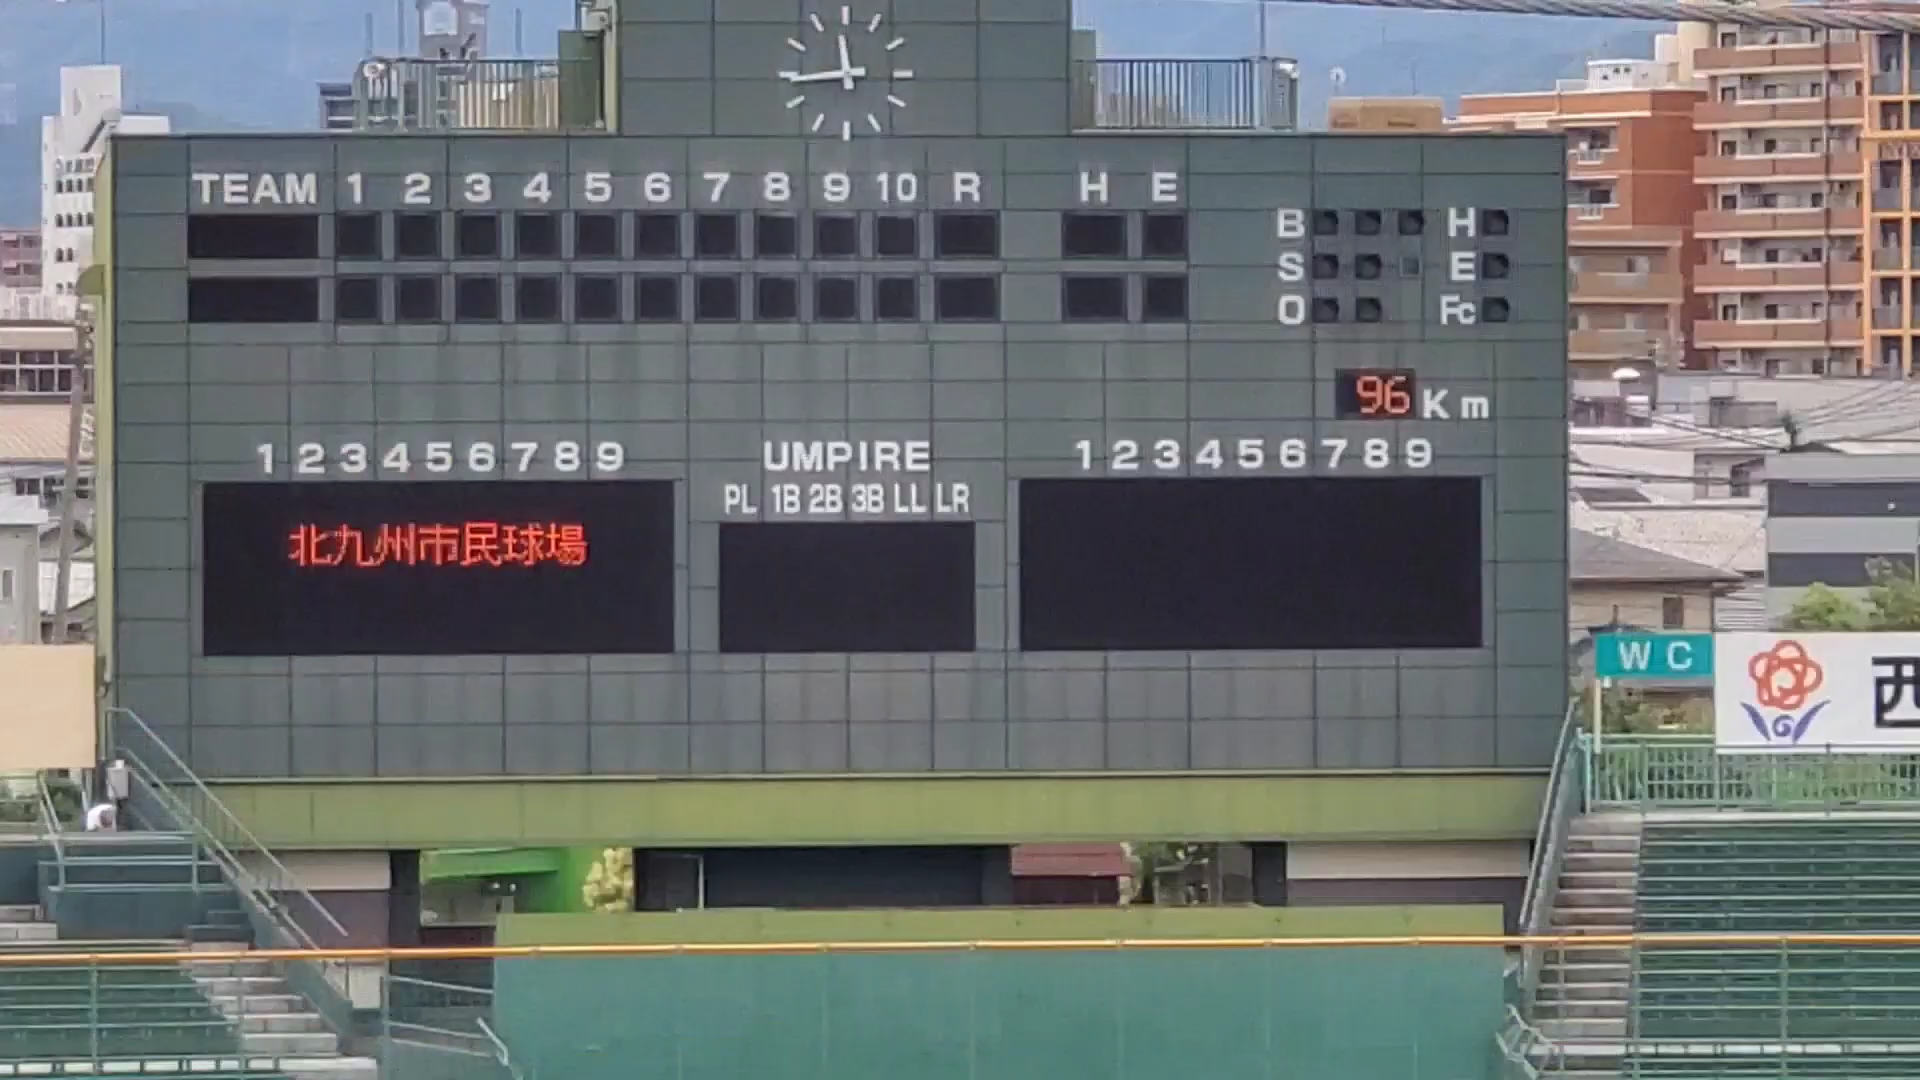 TEAM 1 2 3 4 5 6 7 8 9 10 R H E
B H
S E
O Fc
96 Km
1 2 3 4 5 6 7 8 9
UMPIRE
1 2 3 4 5 6 7 8 9
PL 1B 2B 3B LL LR
北九州市民球場
W C
西